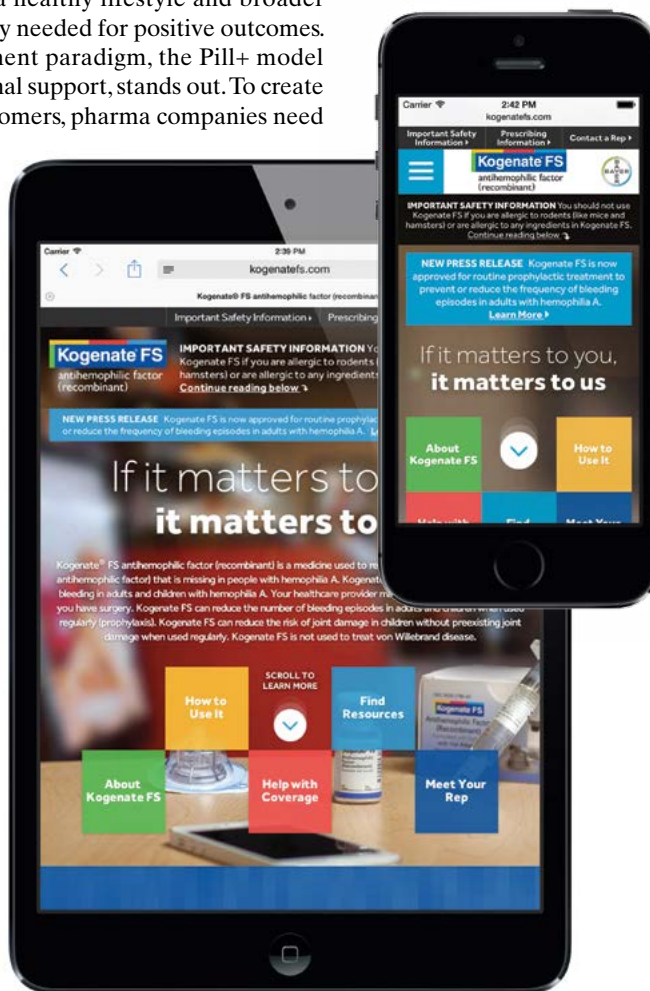 healthy lifestyle and broader
needed for positive outcomes.
paradigm, the Pill+ model
support, stands out. To create
pharma companies need
Carrier
2:42 PM
kogenatefs.com
Important Safety
Information
Prescribing
Information
Contact a Rep
Kogenate FS
antihemophilic factor
(recombinant)
BAYER
IMPORTANT SAFETY INFORMATION You should not use
Kogenate FS if you are allergic to rodents (like mice and
hamsters) or are allergic to any ingredients in Kogenate FS.
Continue reading below
NEW PRESS RELEASE Kogenate FS is now
approved for routine prophylactic treatment to
prevent or reduce the frequency of bleeding
episodes in adults with hemophilia A.
Learn More
If it matters to you,
it matters to us
About
Kogenate FS
How to
Use It
Help with
Find
Meet Your
Carrier
2:39 PM
kogenatefs.com
Kogenate® FS antihemophilic factor (recombinant
Important Safety Information
Prescribing
Kogenate FS
antihemophilic factor
(recombinant)
IMPORTANT SAFETY INFORMATION
Kogenate FS if you are allergic to rodents
hamsters) or are allergic to any ingredients
Continue reading below
NEW PRESS RELEASE Kogenate FS is now approved for routine
or reduce the frequency of bleeding episodes in adults with hemophilia A.
If it matters to
it matters to
Kogenate® FS antihemophilic factor (recombinant) is a medicine used to
antihemophilic factor) that is missing in people with hemophilia A.
bleeding in adults and children with hemophilia A. Your healthcare provider
you have surgery. Kogenate FS can reduce the number of bleeding episodes in adults and children when used
regularly (prophylaxis). Kogenate FS can reduce the risk of joint damage in children without preexisting joint
damage when used regularly. Kogenate FS is not used to treat von Willebrand disease.
How to
Use It
SCROLL TO
LEARN MORE
Find
Resources
Kogenate FS
Antihemophilic Factor
(Recombinant)
About
Kogenate FS
Help with
Coverage
Meet Your
Rep